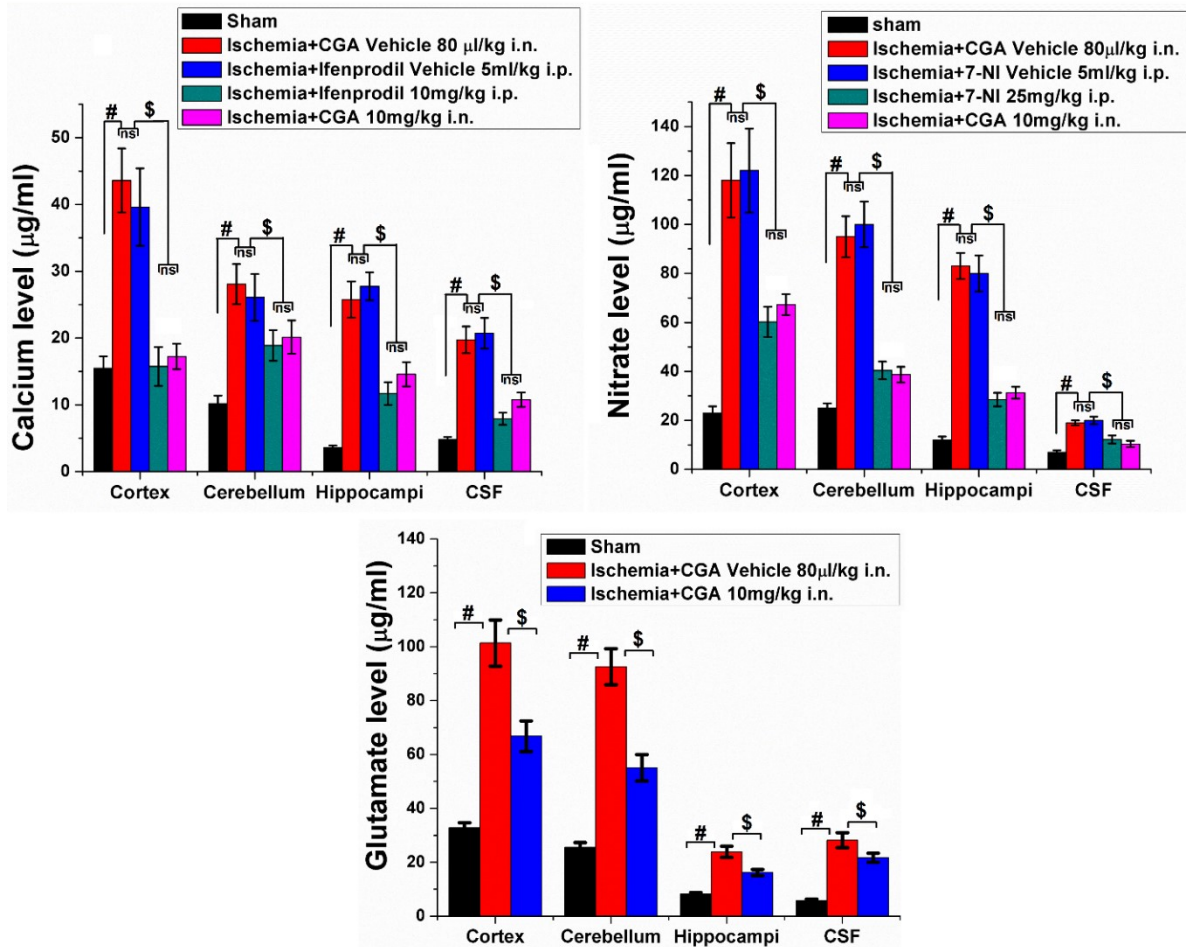 Sham
Ischemia+CGA Vehicle 80 μl/kg i.n.
Ischemia+Ifenprodil Vehicle 5ml/kg i.p.
Ischemia+Ifenprodil 10mg/kg i.p.
Ischemia+CGA 10mg/kg i.n.
Calcium level (μg/ml)
50
40
30
20
10
0
# ns $ ns
# ns $ ns
# ns $ ns
# ns $ ns
Cortex Cerebellum Hippocampi CSF
sham
Ischemia+CGA Vehicle 80μl/kg i.n.
Ischemia+7-NI Vehicle 5ml/kg i.p.
Ischemia+7-NI 25mg/kg i.p.
Ischemia+CGA 10mg/kg i.n.
Nitrate level (μg/ml)
140
120
100
80
60
40
20
0
# ns $ ns
# ns $ ns
# ns $ ns
# ns $ ns
Cortex Cerebellum Hippocampi CSF
Sham
Ischemia+CGA Vehicle 80μl/kg i.n.
Ischemia+CGA 10mg/kg i.n.
Glutamate level (μg/ml)
140
120
100
80
60
40
20
0
# $
# $
# $
# $
Cortex Cerebellum Hippocampi CSF